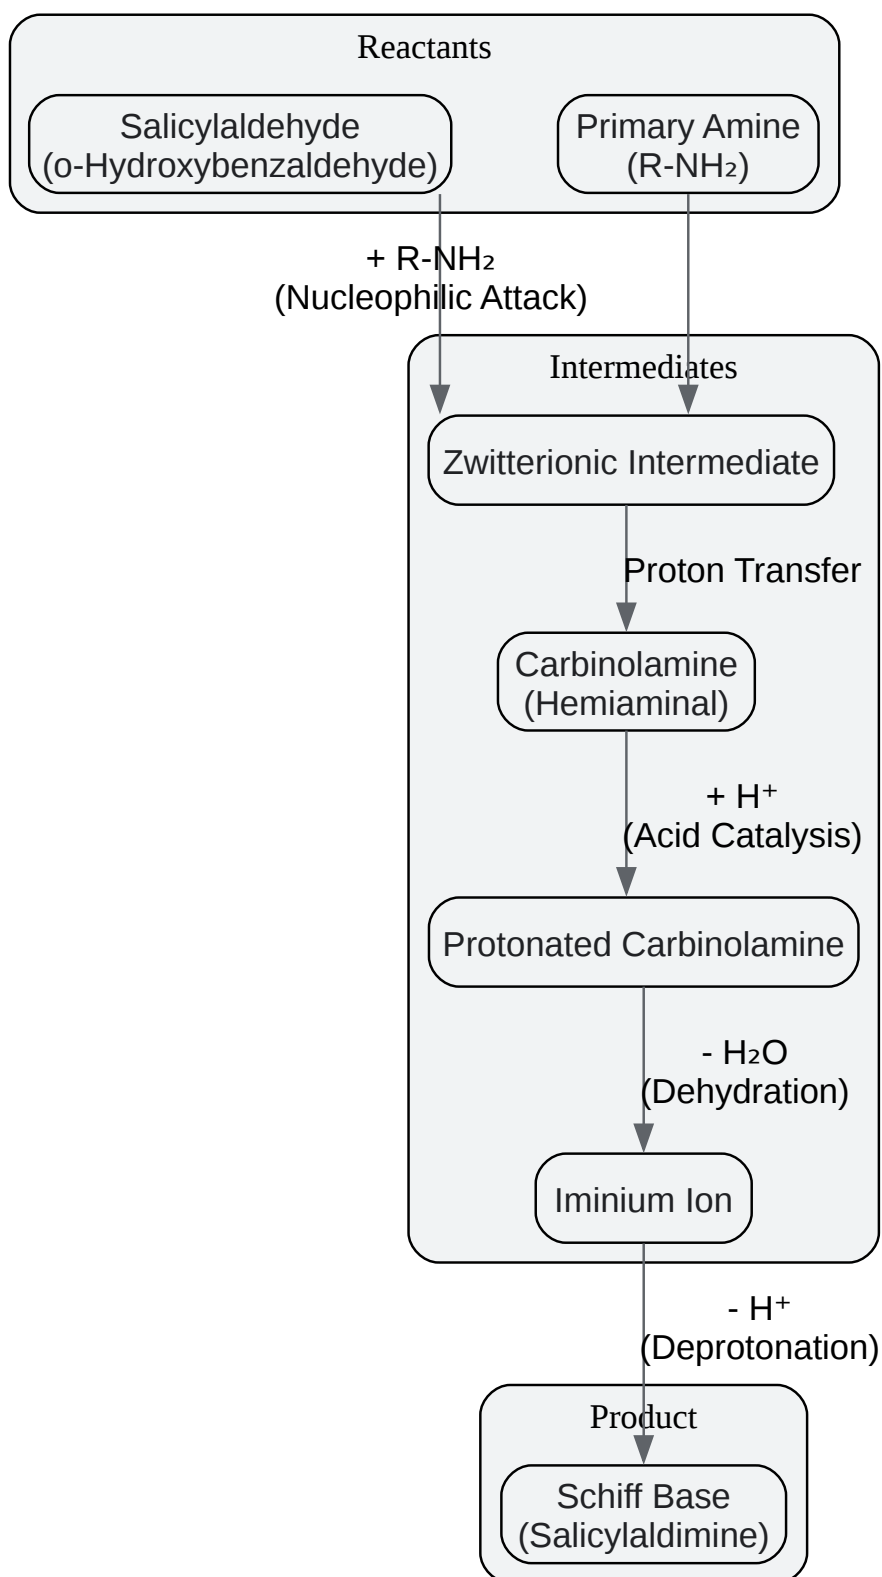 Reactants
Salicylaldehyde
(o-Hydroxybenzaldehyde)
Primary Amine
(R-NH₂)
+ R-NH₂
(Nucleophilic Attack)
Intermediates
Zwitterionic Intermediate
Proton Transfer
Carbinolamine
(Hemiaminal)
+ H⁺
(Acid Catalysis)
Protonated Carbinolamine
- H₂O
(Dehydration)
Iminium Ion
- H⁺
(Deprotonation)
Product
Schiff Base
(Salicylaldimine)